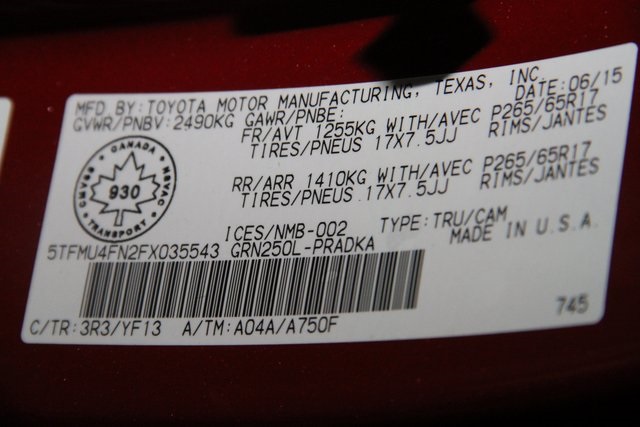 MFD BY: TOYOTA MOTOR MANUFACTURING, TEXAS, INC. DATE: 06/15
GVWR/PNBV: 2490KG GAWR/PNBE:
FR/AVT 1255KG WITH/AVEC P265/65R17
TIRES/PNEUS 17X7.5JJ RIMS/JANTES
RR/ARR 1410KG WITH/AVEC P265/65R17
TIRES/PNEUS 17X7.5JJ RIMS/JANTES
CANADA
930
TRANSPORT
ICES/NMB-002 TYPE: TRU/CAM
5TFMU4FN2FX035543 GRN250L-PRADKA MADE IN U.S.A.
C/TR: 3R3/YF13 A/TM: A04A/A750F
745